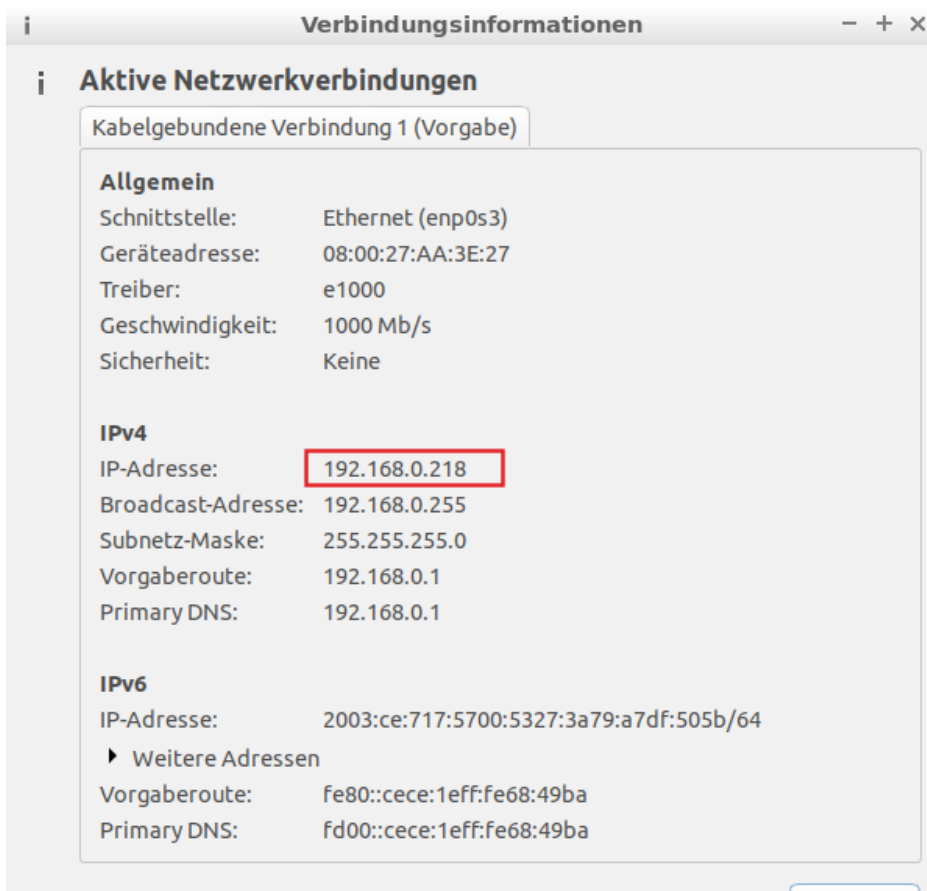 Verbindungsinformationen
Aktive Netzwerkverbindungen
Kabelgebundene Verbindung 1 (Vorgabe)
Allgemein
Schnittstelle: Ethernet (enp0s3)
Geräteadresse: 08:00:27:AA:3E:27
Treiber: e1000
Geschwindigkeit: 1000 Mb/s
Sicherheit: Keine
IPv4
IP-Adresse: 192.168.0.218
Broadcast-Adresse: 192.168.0.255
Subnetz-Maske: 255.255.255.0
Vorgaberoute: 192.168.0.1
Primary DNS: 192.168.0.1
IPv6
IP-Adresse: 2003:ce:717:5700:5327:3a79:a7df:505b/64
Weitere Adressen
Vorgaberoute: fe80::cece:1eff:fe68:49ba
Primary DNS: fd00::cece:1eff:fe68:49ba